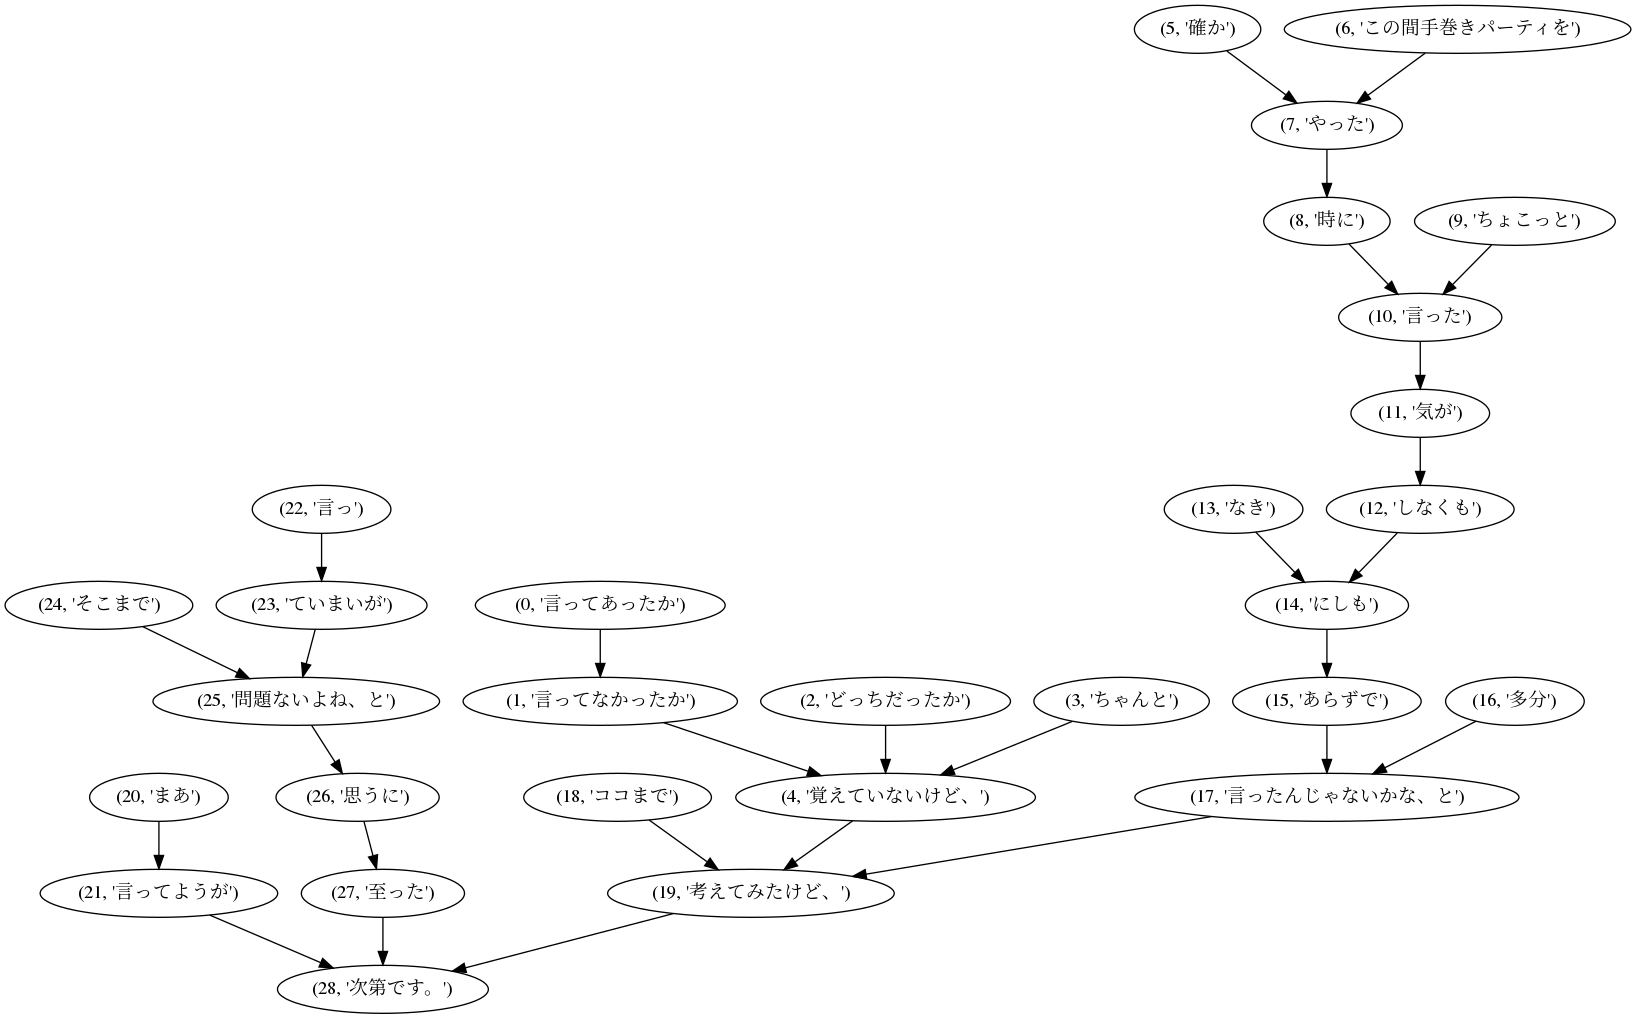 (5, '確か')
(6, 'この間手巻きパーティを')
(7, 'やった')
(8, '時に')
(9, 'ちょこっと')
(10, '言った')
(11, '気が')
(22, '言っ')
(13, 'なき')
(12, 'しなくも')
(24, 'そこまで')
(23, 'ていまいが')
(0, '言ってあったか')
(14, 'にしも')
(25, '問題ないよね、と')
(1, '言ってなかったか')
(2, 'どっちだったか')
(3, 'ちゃんと')
(15, 'あらずで')
(16, '多分')
(20, 'まあ')
(26, '思うに')
(18, 'ココまで')
(4, '覚えていないけど、')
(17, '言ったんじゃないかな、と')
(21, '言ってようが')
(27, '至った')
(19, '考えてみたけど、')
(28, '次第です。')